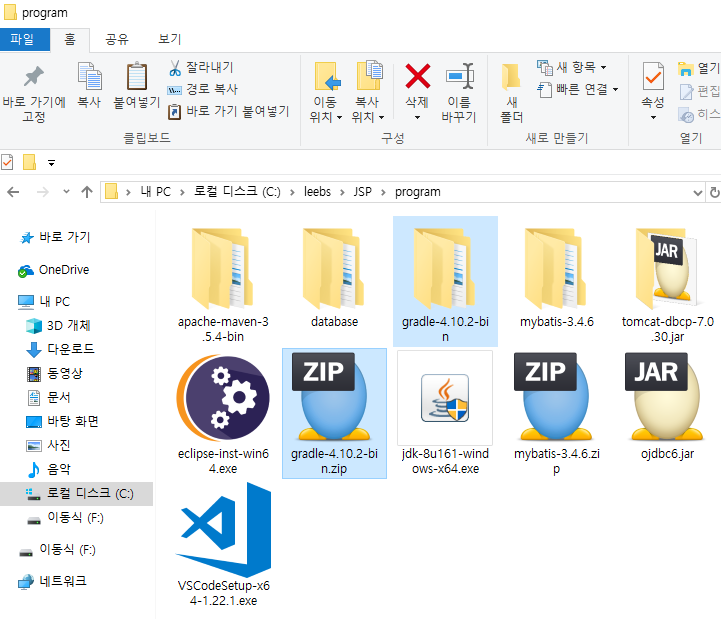 program
파일
홈
공유
보기
바로 가기에
고정
복사
붙여넣기
잘라내기
경로 복사
바로 가기 붙여넣기
클립보드
이동
위치
복사
위치
삭제
이름
바꾸기
구성
새
폴더
새 항목
빠른 연결
새로 만들기
속성
열기
편집
히스
열기
내 PC
로컬 디스크 (C:)
leebs
JSP
program
바로 가기
OneDrive
내 PC
3D 개체
다운로드
동영상
문서
바탕 화면
사진
음악
로컬 디스크 (C:)
이동식 (F:)
이동식 (F:)
네트워크
apache-maven-3
.5.4-bin
database
gradle-4.10.2-bi
n
mybatis-3.4.6
JAR
tomcat-dbcp-7.0
.30.jar
eclipse-inst-win6
4.exe
ZIP
gradle-4.10.2-bi
n.zip
jdk-8u161-wind
ows-x64.exe
ZIP
mybatis-3.4.6.zi
p
JAR
ojdbc6.jar
VSCodeSetup-x6
4-1.22.1.exe